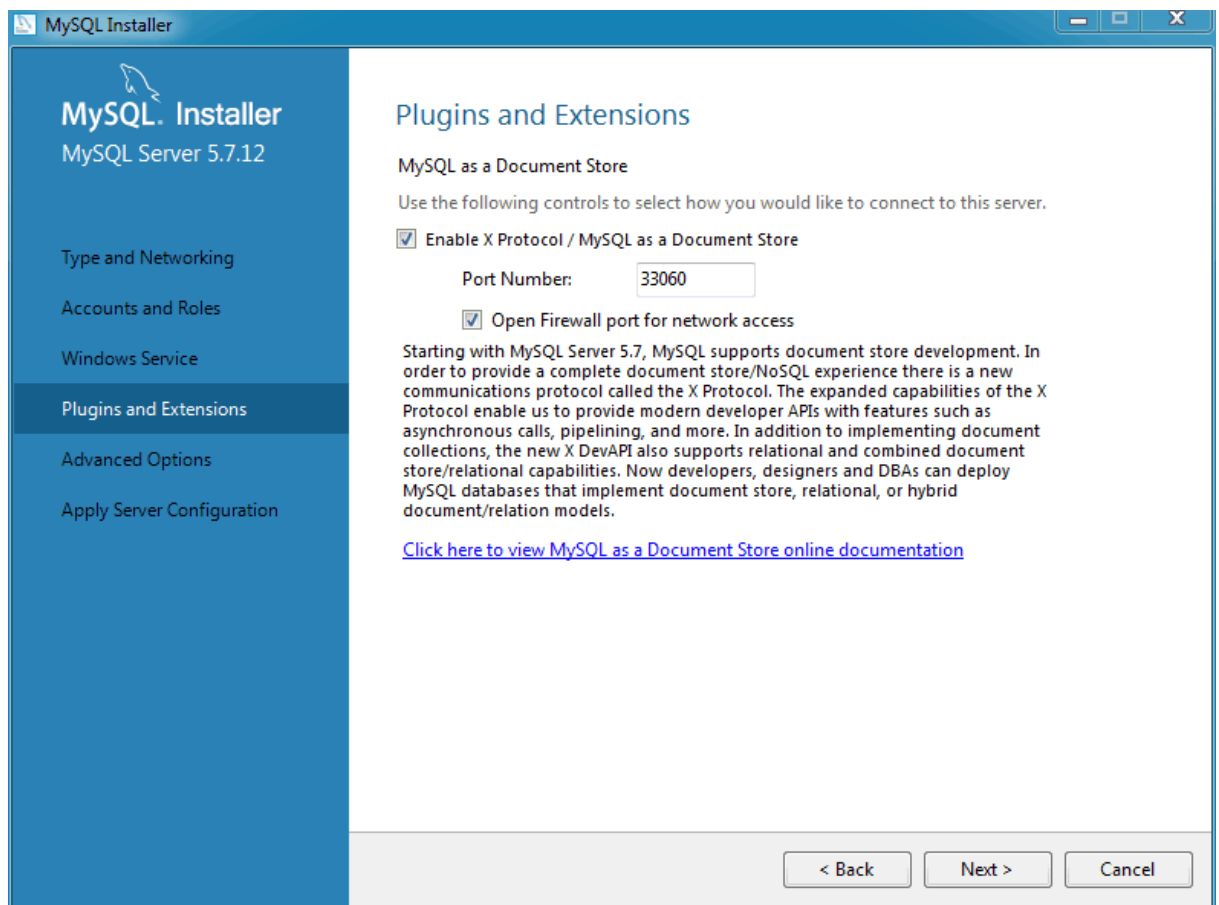 MySQL Installer
MySQL. Installer
MySQL Server 5.7.12
Type and Networking
Accounts and Roles
Windows Service
Plugins and Extensions
Advanced Options
Apply Server Configuration
Plugins and Extensions
MySQL as a Document Store
Use the following controls to select how you would like to connect to this server.
Enable X Protocol / MySQL as a Document Store
Port Number: 33060
Open Firewall port for network access
Starting with MySQL Server 5.7, MySQL supports document store development. In
order to provide a complete document store/NoSQL experience there is a new
communications protocol called the X Protocol. The expanded capabilities of the X
Protocol enable us to provide modern developer APIs with features such as
asynchronous calls, pipelining, and more. In addition to implementing document
collections, the new X DevAPI also supports relational and combined document
store/relational capabilities. Now developers, designers and DBAs can deploy
MySQL databases that implement document store, relational, or hybrid
document/relation models.
Click here to view MySQL as a Document Store online documentation
< Back Next > Cancel